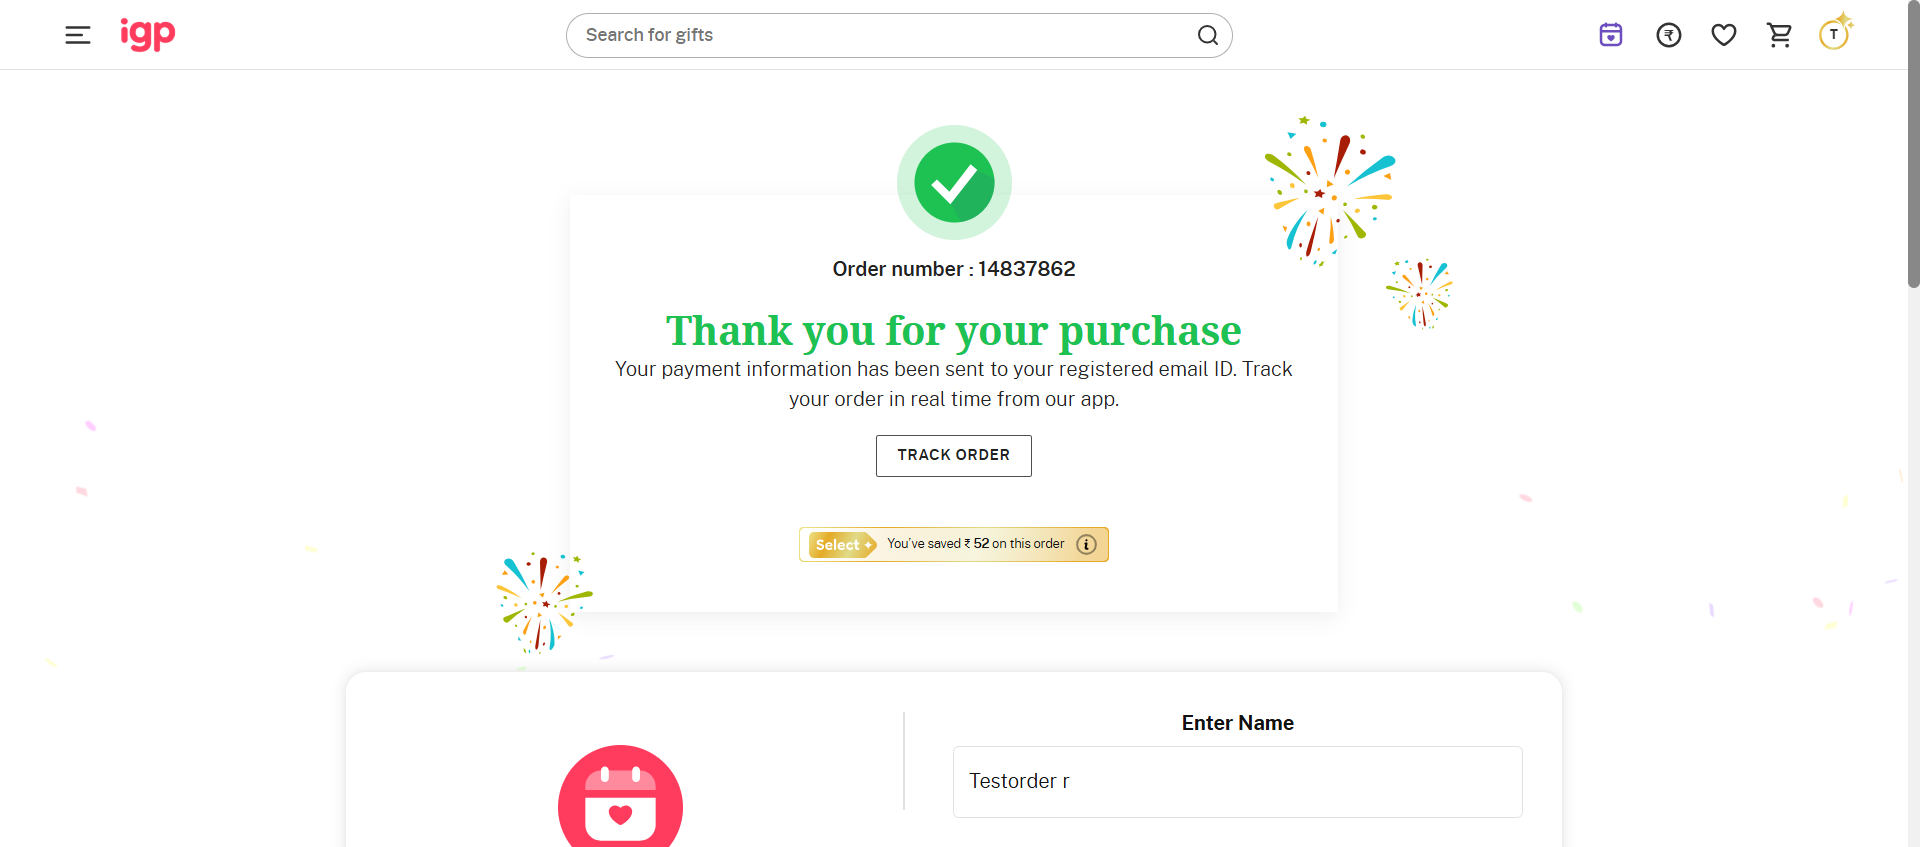 igp
Search for gifts
₹
T
Order number : 14837862
Thank you for your purchase
Your payment information has been sent to your registered email ID. Track
your order in real time from our app.
TRACK ORDER
Select You've saved ₹ 52 on this order i
Enter Name
Testorder r